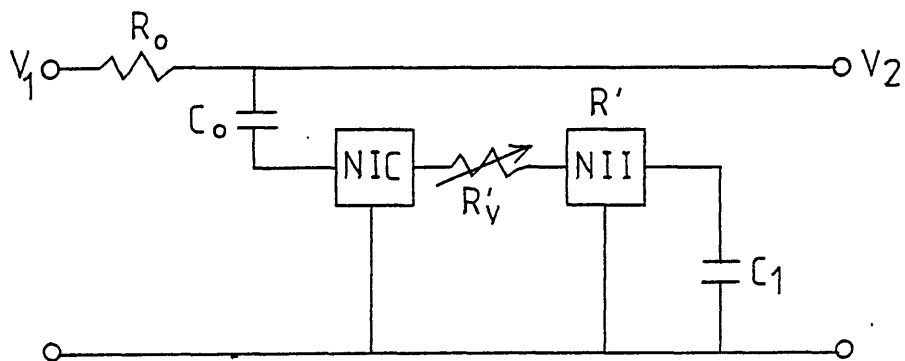 R₀
V₁
V₂
C₀
R'
NIC
NII
R'ᵥ
C₁